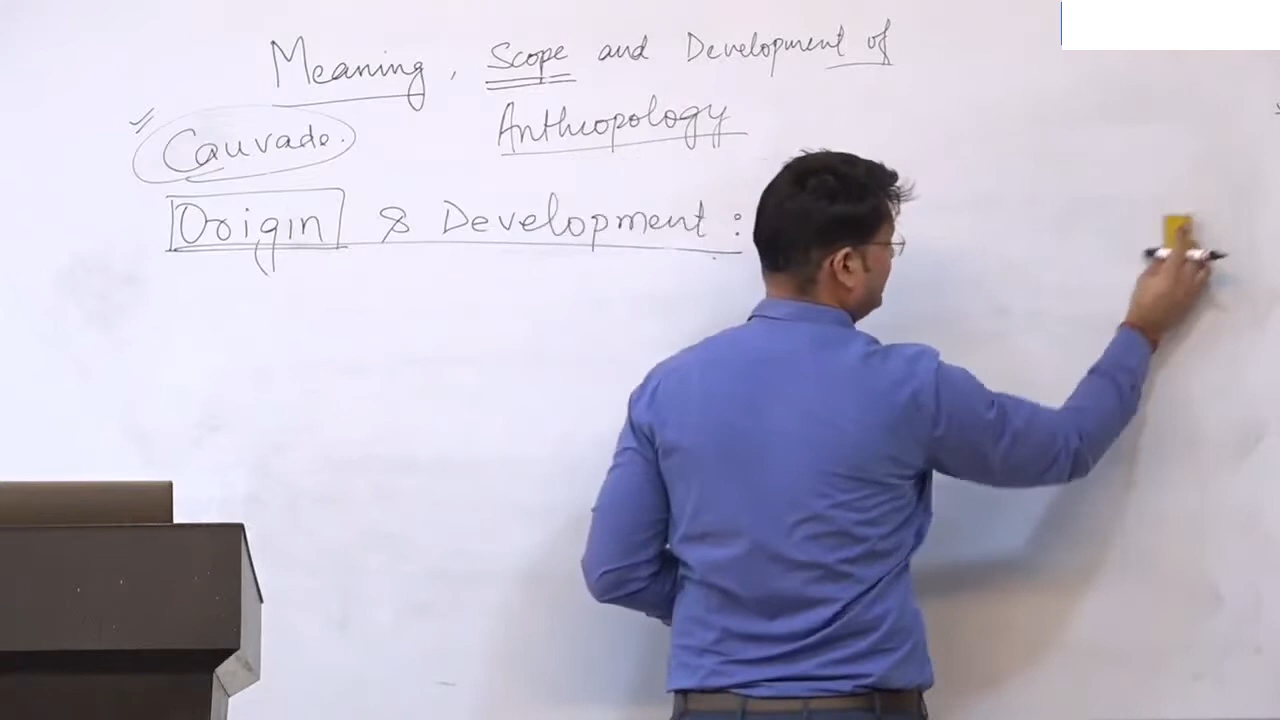 Meaning, Scope and Development of
Anthropology
Cauvade.
Origin & Development: